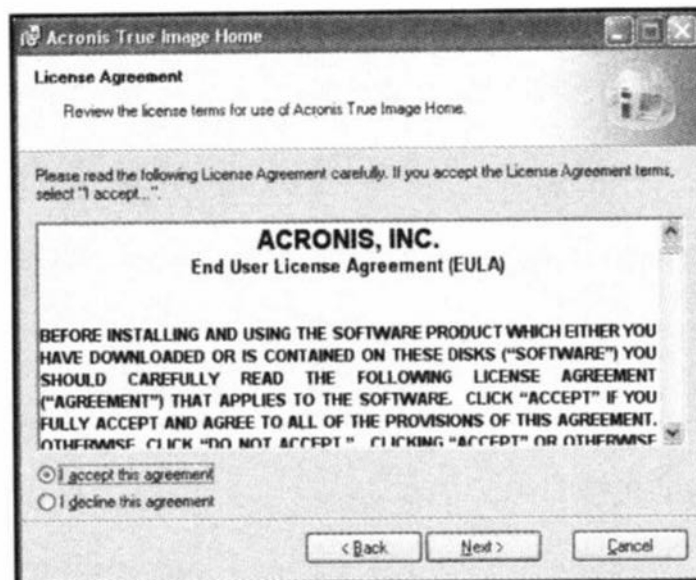 Acronis True Image Home
License Agreement
Review the license terms for use of Acronis True Image Home.
Please read the following License Agreement carefully. If you accept the License Agreement terms,
select "I accept...".
ACRONIS, INC.
End User License Agreement (EULA)
BEFORE INSTALLING AND USING THE SOFTWARE PRODUCT WHICH EITHER YOU
HAVE DOWNLOADED OR IS CONTAINED ON THESE DISKS (“SOFTWARE”) YOU
SHOULD CAREFULLY READ THE FOLLOWING LICENSE AGREEMENT
(“AGREEMENT”) THAT APPLIES TO THE SOFTWARE. CLICK “ACCEPT” IF YOU
FULLY ACCEPT AND AGREE TO ALL OF THE PROVISIONS OF THIS AGREEMENT.
OTHERWISE, CLICK “DO NOT ACCEPT.” CLICKING “ACCEPT” OR OTHERWISE
I accept this agreement
I decline this agreement
< Back Next > Cancel